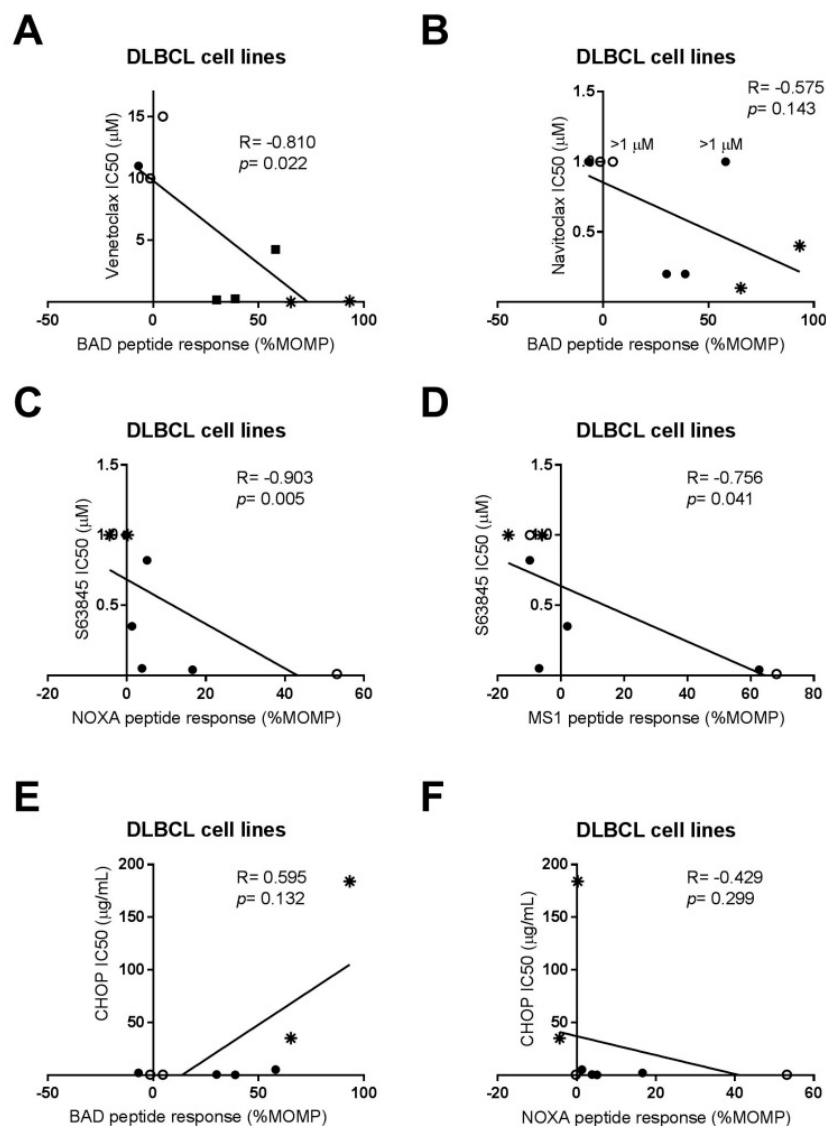 A
DLBCL cell lines
Venetoclax IC50 (μM)
15
10
5
R= -0.810
p= 0.022
-50 0 50 100
BAD peptide response (%MOMP)
B
DLBCL cell lines
Navitoclax IC50 (μM)
1.5
1.0
0.5
>1 μM
>1 μM
R= -0.575
p= 0.143
-50 0 50 100
BAD peptide response (%MOMP)
C
DLBCL cell lines
S63845 IC50 (μM)
1.5
1.0
0.5
R= -0.903
p= 0.005
-20 0 20 40 60
NOXA peptide response (%MOMP)
D
DLBCL cell lines
S63845 IC50 (μM)
1.5
1.0
0.5
R= -0.756
p= 0.041
-20 0 20 40 60 80
MS1 peptide response (%MOMP)
E
DLBCL cell lines
CHOP IC50 (μg/mL)
200
150
100
50
R= 0.595
p= 0.132
-50 0 50 100
BAD peptide response (%MOMP)
F
DLBCL cell lines
CHOP IC50 (μg/mL)
200
150
100
50
R= -0.429
p= 0.299
-20 0 20 40 60
NOXA peptide response (%MOMP)